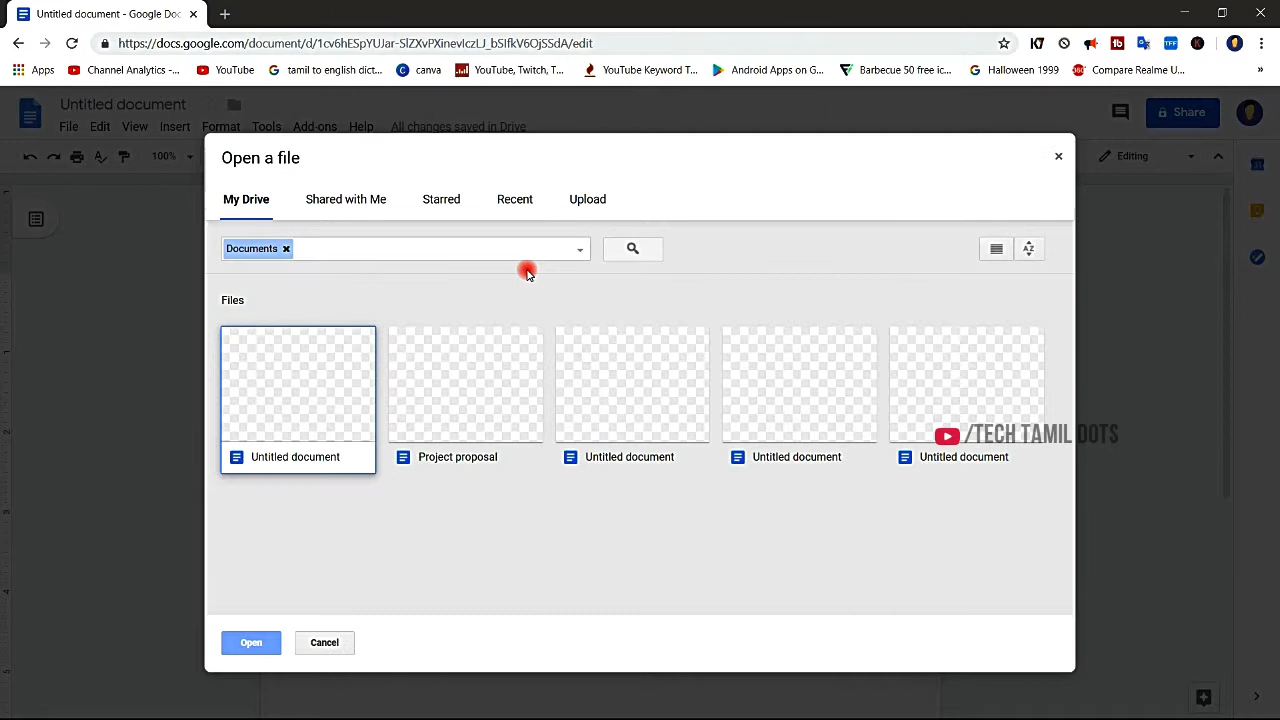 Untitled document - Google Doc
https://docs.google.com/document/d/1cv6hESpYUJar-SlZXvPXinevIczLJ_bSIfkV6OjSSdA/edit
Apps
Channel Analytics -...
YouTube
tamil to english dict...
canva
YouTube, Twitch, T...
YouTube Keyword T...
Android Apps on G...
Barbecue 50 free ic...
Halloween 1999
Compare Realme U...
»
Untitled document
Share
File Edit View Insert Format Tools Add-ons Help All changes saved in Drive
100%
Editing
Open a file
My Drive Shared with Me Starred Recent Upload
Documents
AZ
Files
/TECH TAMIL DOTS
Untitled document
Project proposal
Untitled document
Untitled document
Untitled document
Open Cancel